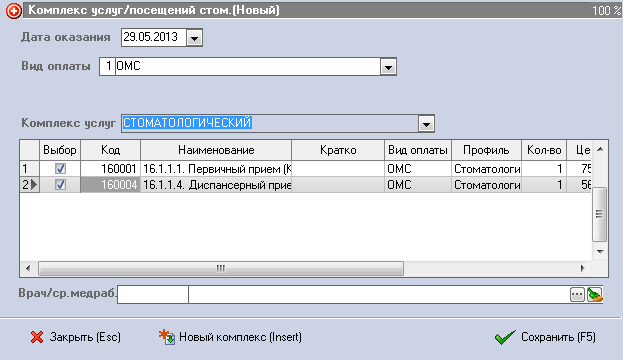 Комплекс услуг/посещений стом.(Новый) 100 %
Дата оказания 29.05.2013
Вид оплаты 1 ОМС
Комплекс услуг СТОМАТОЛОГИЧЕСКИЙ
Выбор Код Наименование Кратко Вид оплаты Профиль Кол-во Це
1 160001 16.1.1.1. Первичный прием (К ОМС Стоматологи 1 75
2 160004 16.1.1.4. Диспансерный прие ОМС Стоматологи 1 56
Врач/ср.медраб. ...
Закрыть (Esc) Новый комплекс (Insert) Сохранить (F5)